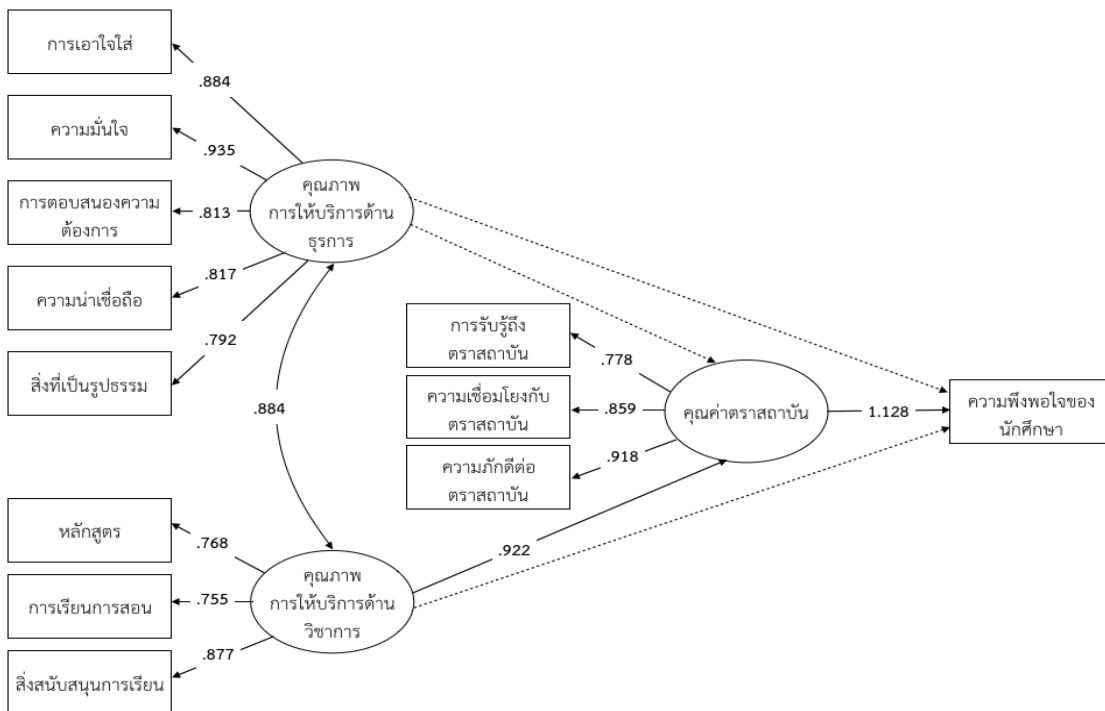 การเอาใจใส่
.884
ความมั่นใจ
.935
การตอบสนองความ
ต้องการ
.813
คุณภาพ
การให้บริการด้าน
ธุรการ
ความน่าเชื่อถือ
.817
สิ่งที่เป็นรูปธรรม
.792
.884
การรับรู้ถึง
ตราสถาบัน
.778
ความเชื่อมโยงกับ
ตราสถาบัน
.859
ความภักดีต่อ
ตราสถาบัน
.918
คุณค่าตราสถาบัน
1.128
ความพึงพอใจของ
นักศึกษา
หลักสูตร
.768
การเรียนการสอน
.755
สิ่งสนับสนุนการเรียน
.877
คุณภาพ
การให้บริการด้าน
วิชาการ
.922